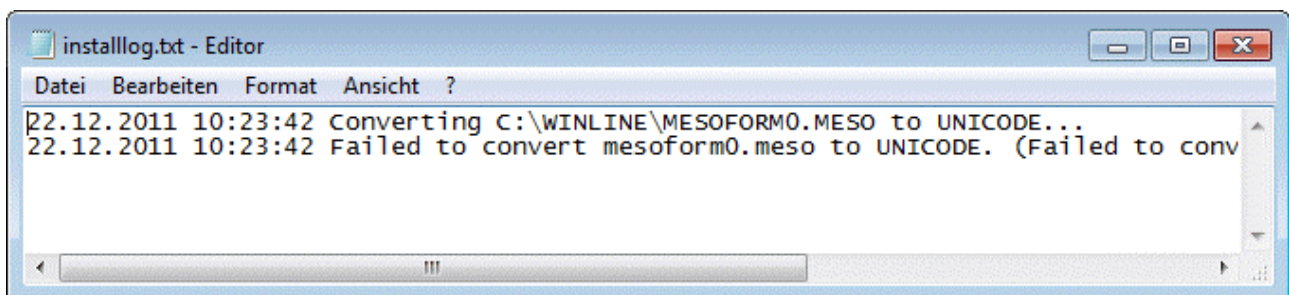 installlog.txt - Editor
Datei Bearbeiten Format Ansicht ?
22.12.2011 10:23:42 Converting C:\WINLINE\MESOFORM0.MESO to UNICODE...
22.12.2011 10:23:42 Failed to convert mesoform0.meso to UNICODE. (Failed to conv